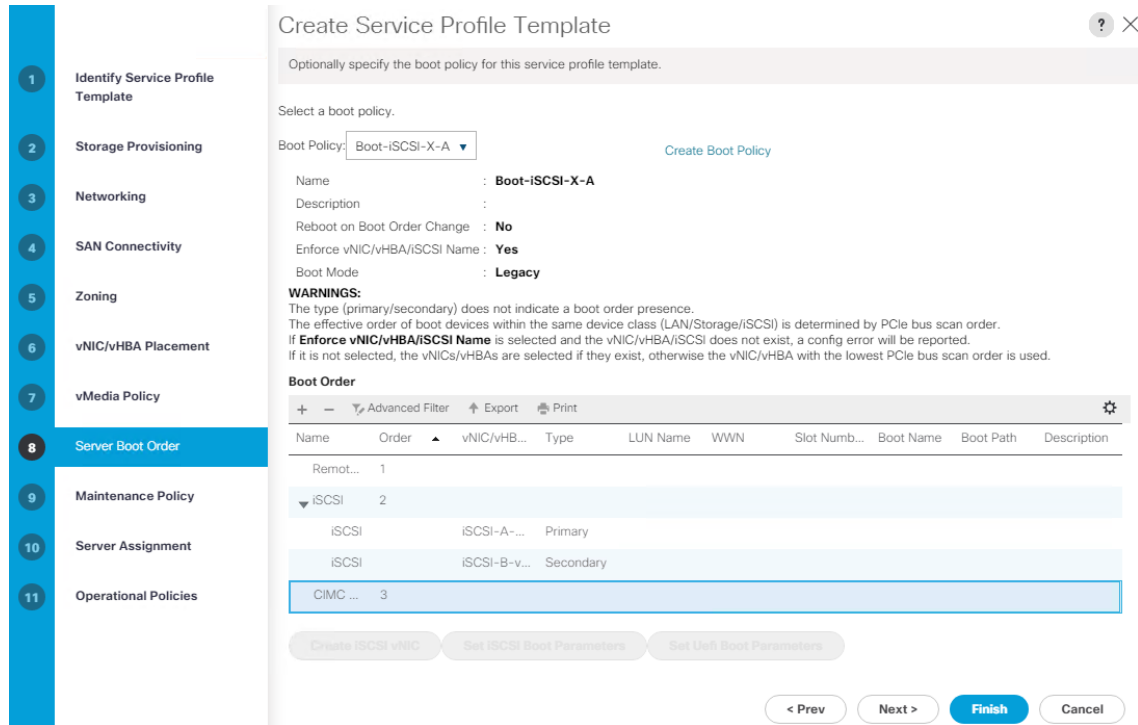 Create Service Profile Template
?
Optionally specify the boot policy for this service profile template.
1 Identify Service Profile
Template
2 Storage Provisioning
3 Networking
4 SAN Connectivity
5 Zoning
6 vNIC/vHBA Placement
7 vMedia Policy
8 Server Boot Order
9 Maintenance Policy
10 Server Assignment
11 Operational Policies
Select a boot policy.
Boot Policy: Boot-iSCSI-X-A ▼ Create Boot Policy
Name : Boot-iSCSI-X-A
Description :
Reboot on Boot Order Change : No
Enforce vNIC/vHBA/iSCSI Name : Yes
Boot Mode : Legacy
WARNINGS:
The type (primary/secondary) does not indicate a boot order presence.
The effective order of boot devices within the same device class (LAN/Storage/iSCSI) is determined by PCIe bus scan order.
If Enforce vNIC/vHBA/iSCSI Name is selected and the vNIC/vHBA/iSCSI does not exist, a config error will be reported.
If it is not selected, the vNICs/vHBAs are selected if they exist, otherwise the vNIC/vHBA with the lowest PCIe bus scan order is used.
Boot Order
+ − Advanced Filter Export Print
Name Order ▲ vNIC/vHB... Type LUN Name WWN Slot Numb... Boot Name Boot Path Description
Remot... 1
iSCSI 2
iSCSI iSCSI-A-... Primary
iSCSI iSCSI-B-v... Secondary
CIMC ... 3
Create iSCSI vNIC Set iSCSI Boot Parameters Set Uefi Boot Parameters
< Prev Next > Finish Cancel